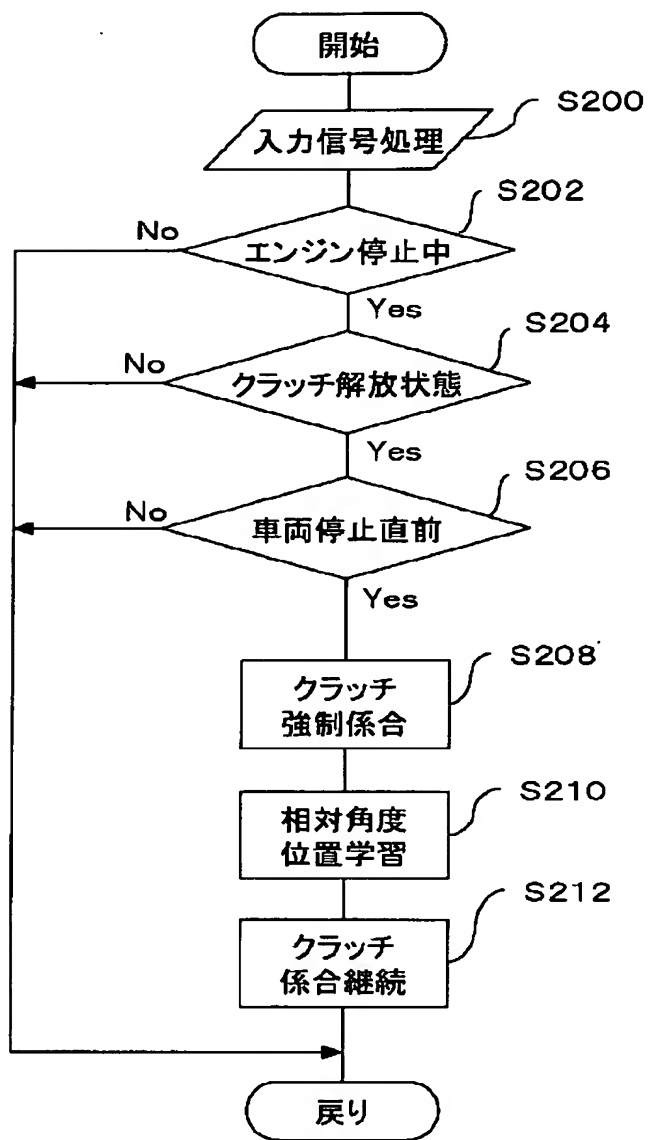 開始
入力信号処理
S200
エンジン停止中
S202
No
Yes
クラッチ解放状態
S204
No
Yes
車両停止直前
S206
No
Yes
クラッチ
強制係合
S208
相対角度
位置学習
S210
クラッチ
係合継続
S212
戻り